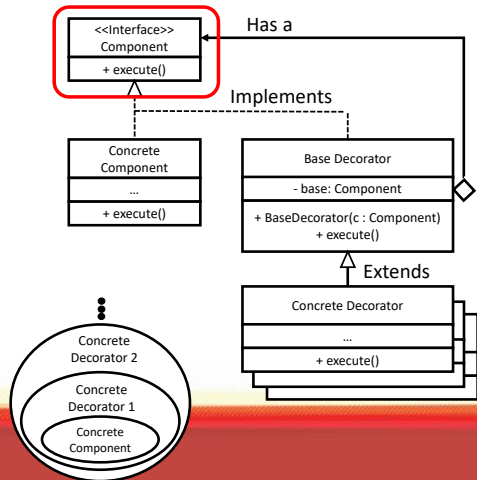 <<Interface>>
Component
+ execute()
Has a
Implements
Concrete
Component
...
+ execute()
Base Decorator
- base: Component
+ BaseDecorator(c : Component)
+ execute()
Extends
Concrete Decorator
...
+ execute()
Concrete
Decorator 2
Concrete
Decorator 1
Concrete
Component